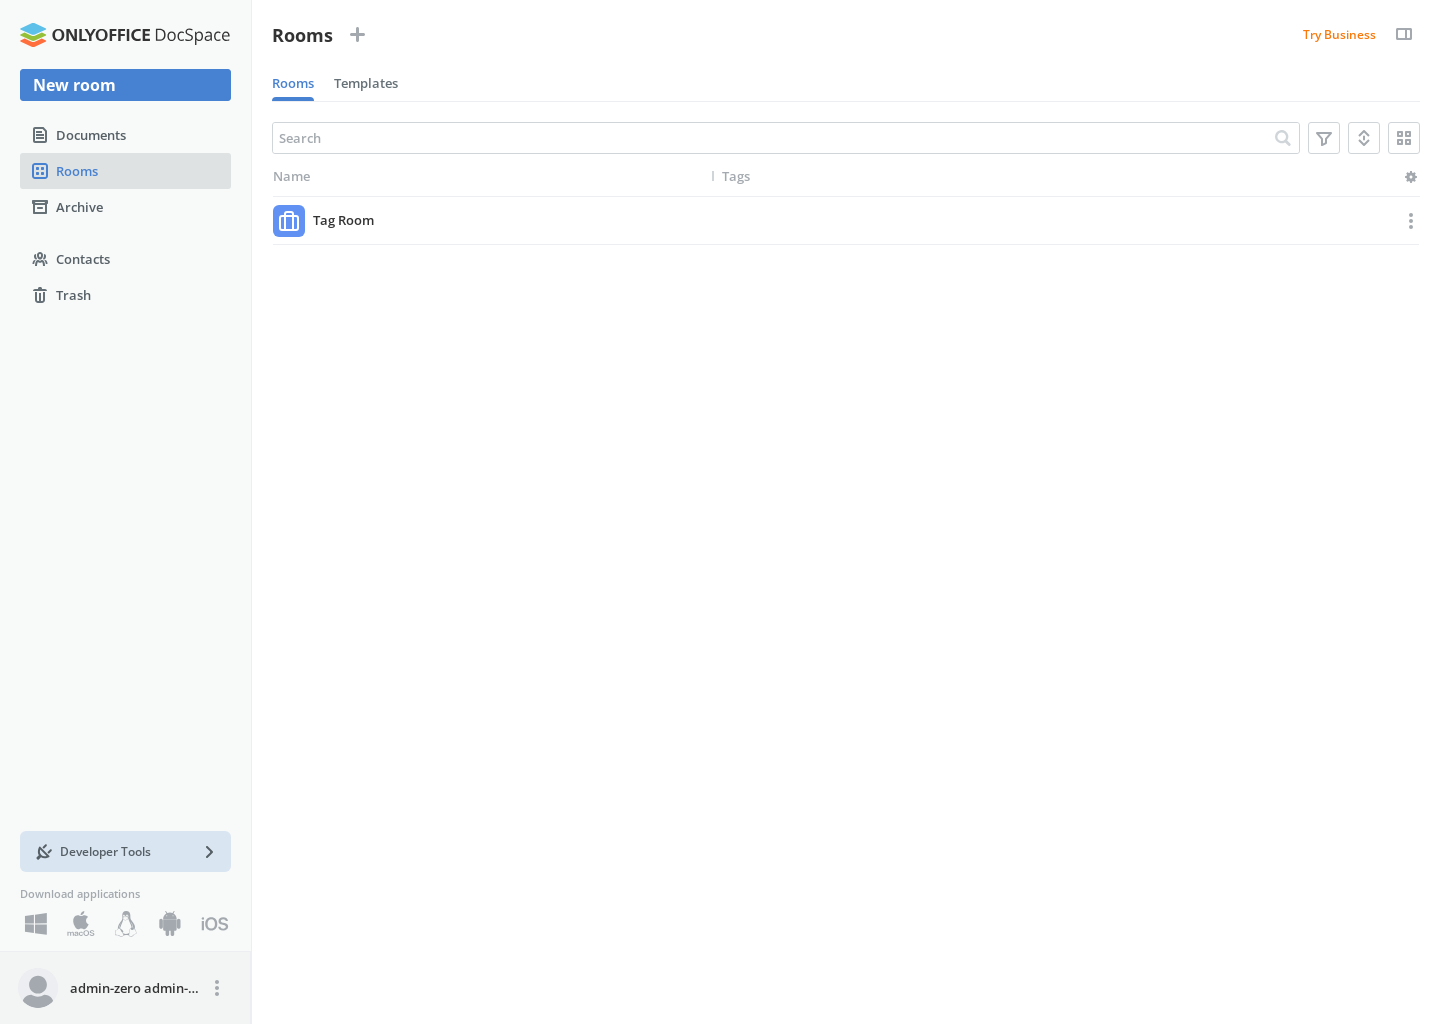 ONLYOFFICE DocSpace
New room
Documents
Rooms
Archive
Contacts
Trash
Developer Tools
Download applications
macOS
iOS
admin-zero admin-...
Rooms
Try Business
Rooms Templates
Search
Name Tags
Tag Room